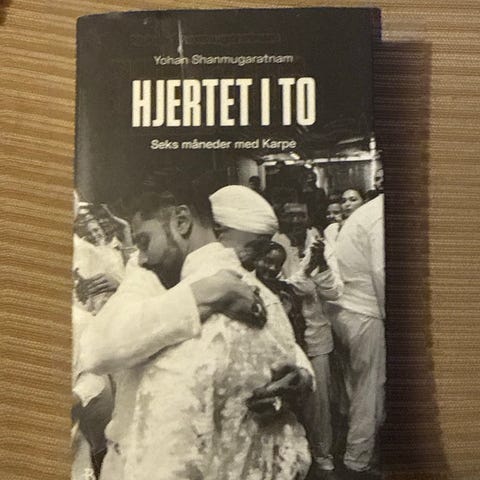 Yohan Shanmugaratnam
HJERTET I TO
Seks måneder med Karpe